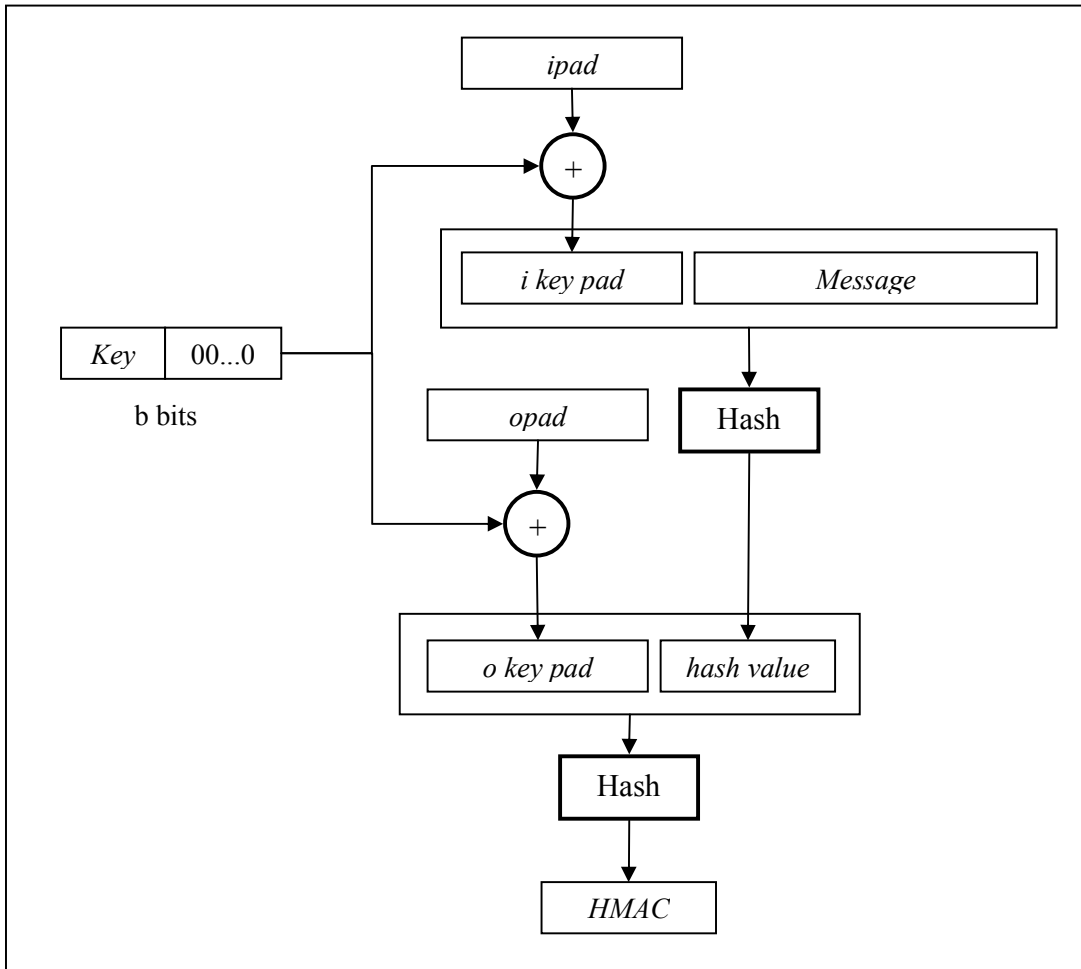 ipad
+
i key pad
Message
Key
00...0
b bits
opad
Hash
+
o key pad
hash value
Hash
HMAC